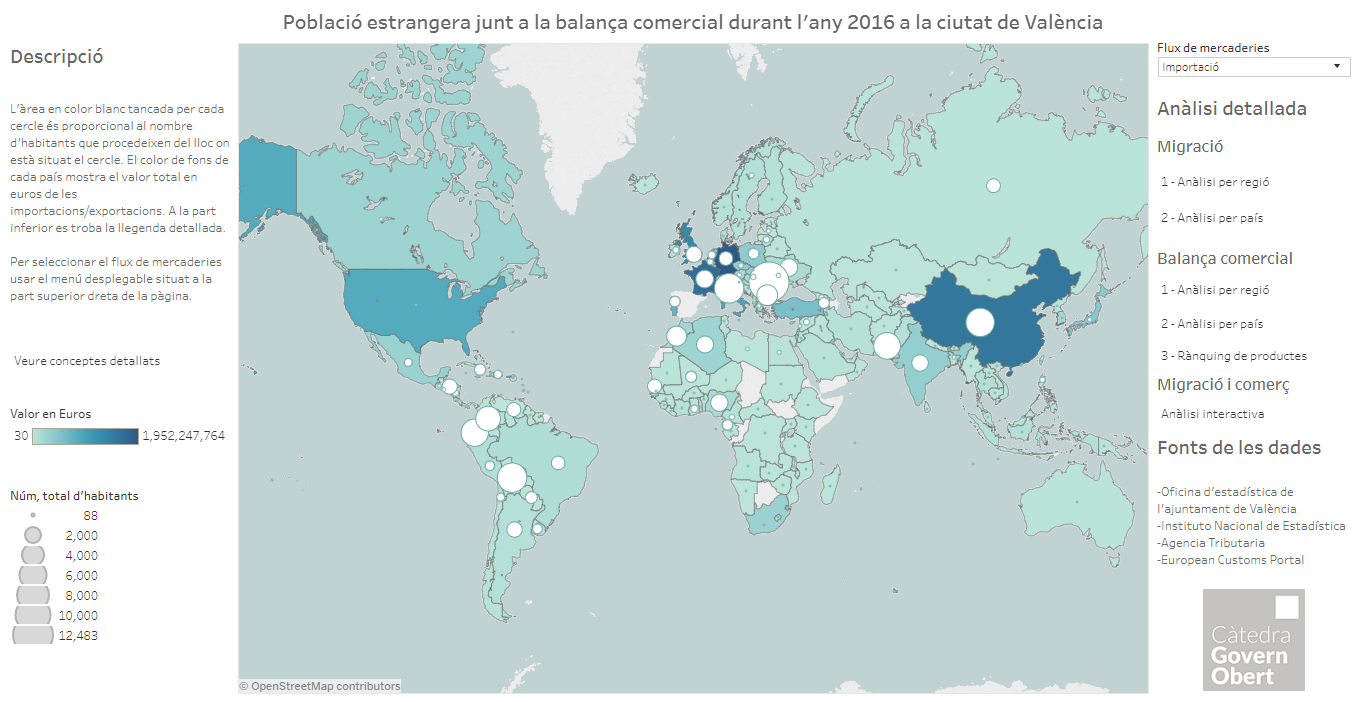 Població estrangera junt a la balança comercial durant l'any 2016 a la ciutat de València
Descripció
L'àrea en color blanc tancada per cada
cercle és proporcional al nombre
d'habitants que procedeixen del lloc on
està situat el cercle. El color de fons de
cada país mostra el valor total en
euros de les
importacions/exportacions. A la part
inferior es troba la llegenda detallada.
Per seleccionar el flux de mercaderies
usar el menú desplegable situat a la
part superior dreta de la pàgina.
Veure conceptes detallats
Valor en Euros
30 1,952,247,764
Núm, total d'habitants
88
2,000
4,000
6,000
8,000
10,000
12,483
© OpenStreetMap contributors
Flux de mercaderies
Importació
Anàlisi detallada
Migració
1 - Anàlisi per regió
2 - Anàlisi per país
Balança comercial
1 - Anàlisi per regió
2 - Anàlisi per país
3 - Rànquing de productes
Migració i comerç
Anàlisi interactiva
Fonts de les dades
-Oficina d'estadística de
l'ajuntament de València
-Instituto Nacional de Estadística
-Agencia Tributaria
-European Customs Portal
Càtedra
Govern
Obert